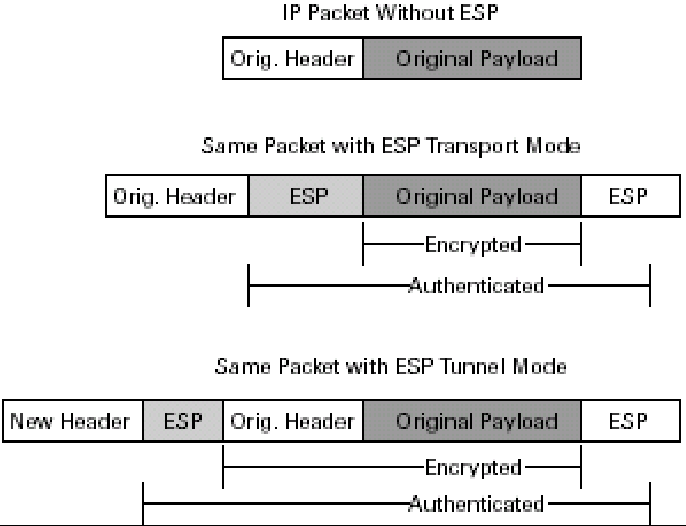 IP Packet Without ESP
Orig. Header Original Payload
Same Packet with ESP Transport Mode
Orig. Header ESP Original Payload ESP
Encrypted
Authenticated
Same Packet with ESP Tunnel Mode
New Header ESP Orig. Header Original Payload ESP
Encrypted
Authenticated